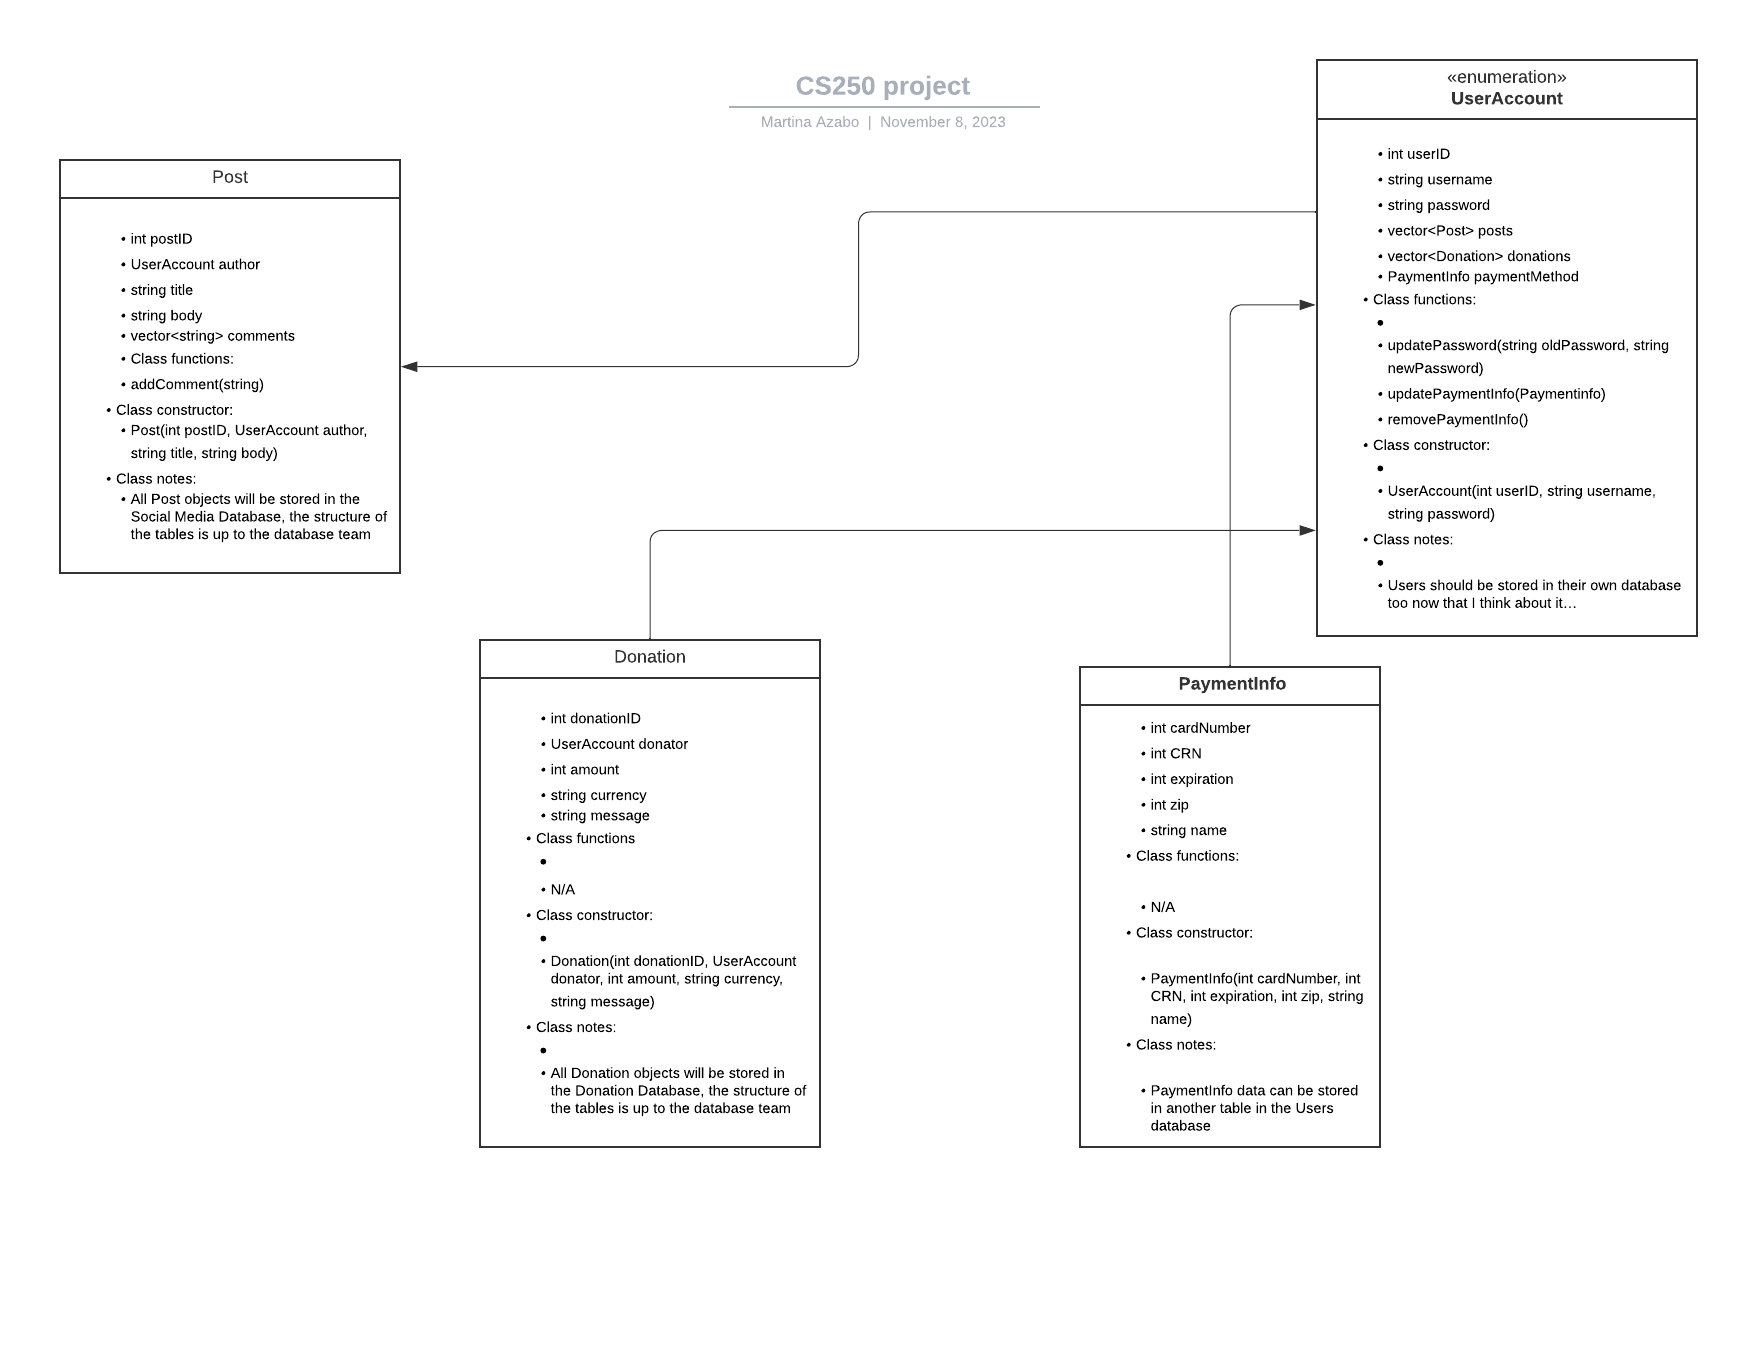 CS250 project
Martina Azabo | November 8, 2023
Post
• int postID
• UserAccount author
• string title
• string body
• vector<string> comments
• Class functions:
• addComment(string)
• Class constructor:
• Post(int postID, UserAccount author,
string title, string body)
• Class notes:
• All Post objects will be stored in the
Social Media Database, the structure of
the tables is up to the database team
«enumeration»
UserAccount
• int userID
• string username
• string password
• vector<Post> posts
• vector<Donation> donations
• PaymentInfo paymentMethod
• Class functions:
•
• updatePassword(string oldPassword, string
newPassword)
• updatePaymentInfo(Paymentinfo)
• removePaymentInfo()
• Class constructor:
•
• UserAccount(int userID, string username,
string password)
• Class notes:
•
• Users should be stored in their own database
too now that I think about it…
Donation
• int donationID
• UserAccount donator
• int amount
• string currency
• string message
• Class functions
•
• N/A
• Class constructor:
•
• Donation(int donationID, UserAccount
donator, int amount, string currency,
string message)
• Class notes:
•
• All Donation objects will be stored in
the Donation Database, the structure of
the tables is up to the database team
PaymentInfo
• int cardNumber
• int CRN
• int expiration
• int zip
• string name
• Class functions:
• N/A
• Class constructor:
• PaymentInfo(int cardNumber, int
CRN, int expiration, int zip, string
name)
• Class notes:
• PaymentInfo data can be stored
in another table in the Users
database